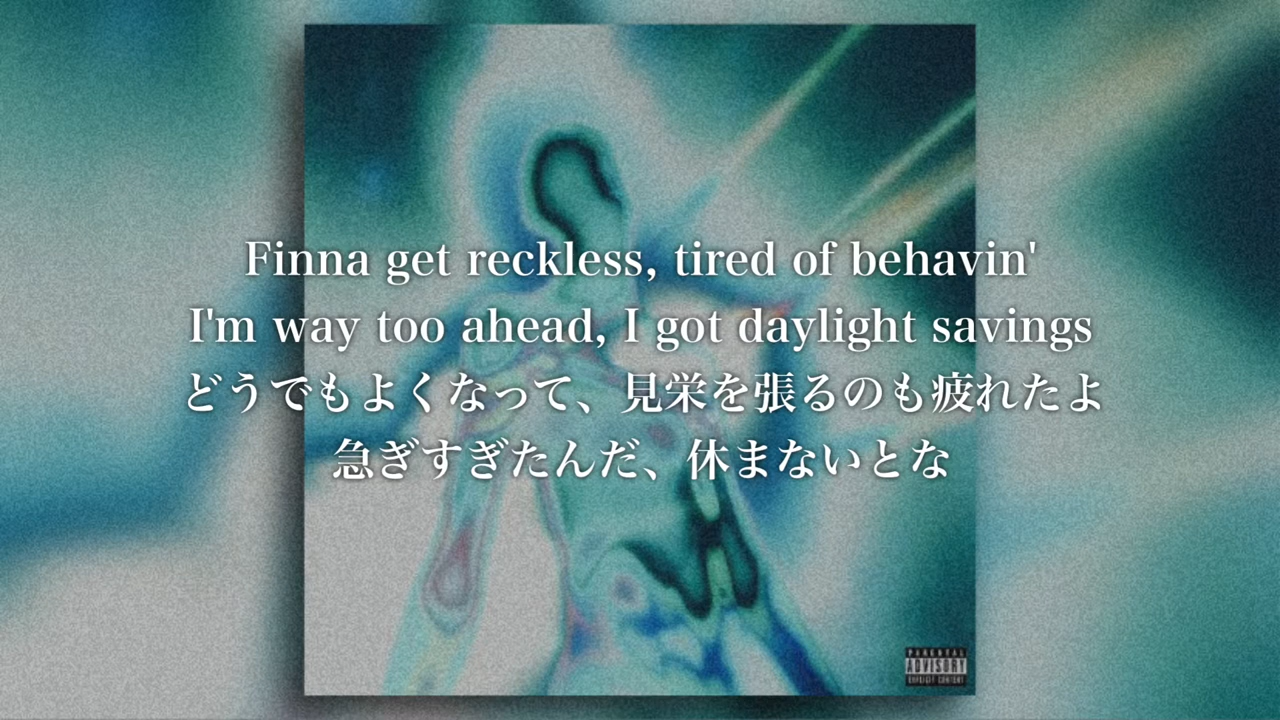 Finna get reckless, tired of behavin'
I'm way too ahead, I got daylight savings
どうでもよくなって、見栄を張るのも疲れたよ
急ぎすぎたんだ、休まないとな
PARENTAL
ADVISORY
EXPLICIT CONTENT